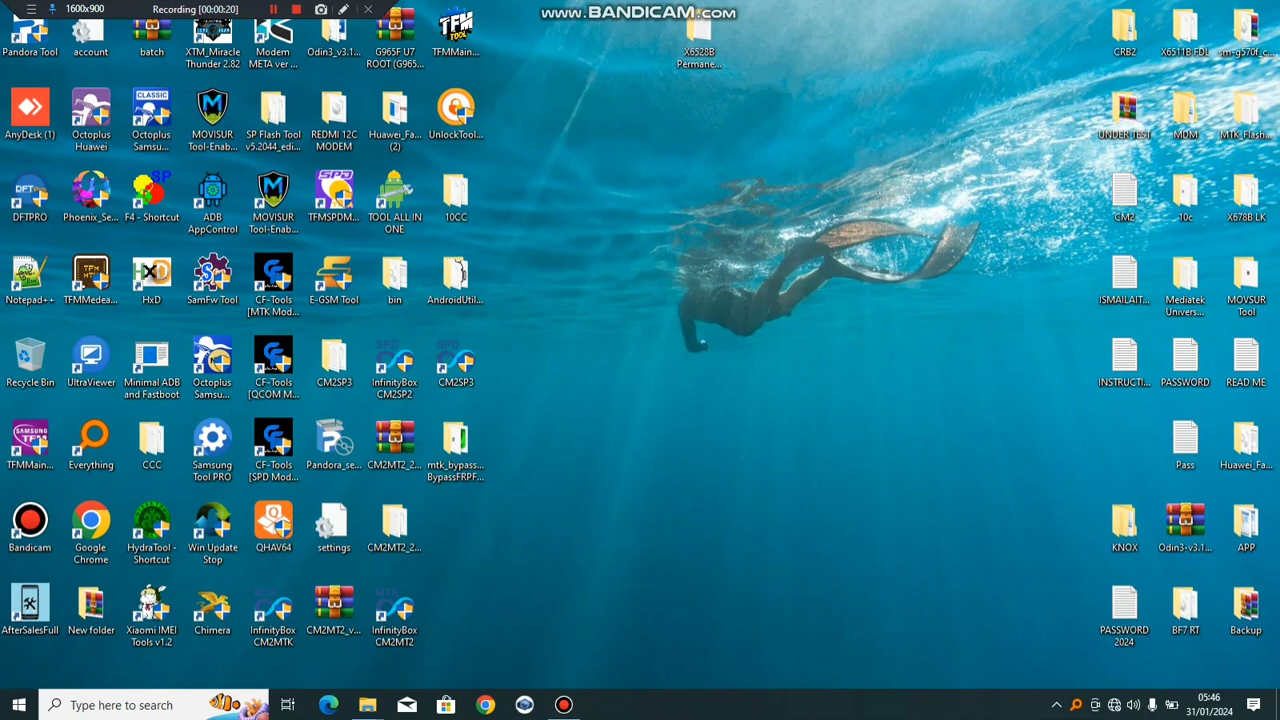 1600x900
Recording [00:00:20]
www.BANDICAM.com
Pandora Tool
account
batch
XTM_Miracle
Thunder 2.82
Modem
META ver ...
Odin3_v3.1...
G965F U7
ROOT (G965...
TFMMain...
X6528B
Permane...
CRB2
X6511B FDL
sm-g570f_c...
AnyDesk (1)
Octoplus
Huawei
Octoplus
Samsu...
MOVISUR
Tool-Enab...
SP Flash Tool
v5.2044_edi...
REDMI 12C
MODEM
Huawei_Fa...
(2)
UnlockTool...
UNDER TEST
MDM
MTK_Flash...
DFTPRO
Phoenix_Se...
F4 - Shortcut
ADB
AppControl
MOVISUR
Tool-Enab...
TFMSPDM...
TOOL ALL IN
ONE
10CC
CM2
10c
X678B LK
Notepad++
TFMMedea...
HxD
SamFw Tool
CF-Tools
[MTK Mod...
E-GSM Tool
bin
AndroidUtil...
ISMAILAIT...
Mediatek
Univers...
MOVSUR
Tool
Recycle Bin
UltraViewer
Minimal ADB
and Fastboot
Octoplus
Samsu...
CF-Tools
[QCOM M...
CM2SP3
InfinityBox
CM2SP2
CM2SP3
INSTRUCTI...
PASSWORD
READ ME
TFMMain...
Everything
CCC
Samsung
Tool PRO
CF-Tools
[SPD Mod...
Pandora_se...
CM2MT2_2...
mtk_bypass...
BypassFRPF...
Pass
Huawei_Fa...
Bandicam
Google
Chrome
HydraTool -
Shortcut
Win Update
Stop
QHAV64
settings
CM2MT2_2...
KNOX
Odin3-v3.1...
APP
AfterSalesFull
New folder
Xiaomi IMEI
Tools v1.2
Chimera
InfinityBox
CM2MTK
CM2MT2_v...
InfinityBox
CM2MT2
PASSWORD
2024
BF7 RT
Backup
Type here to search
05:46
31/01/2024